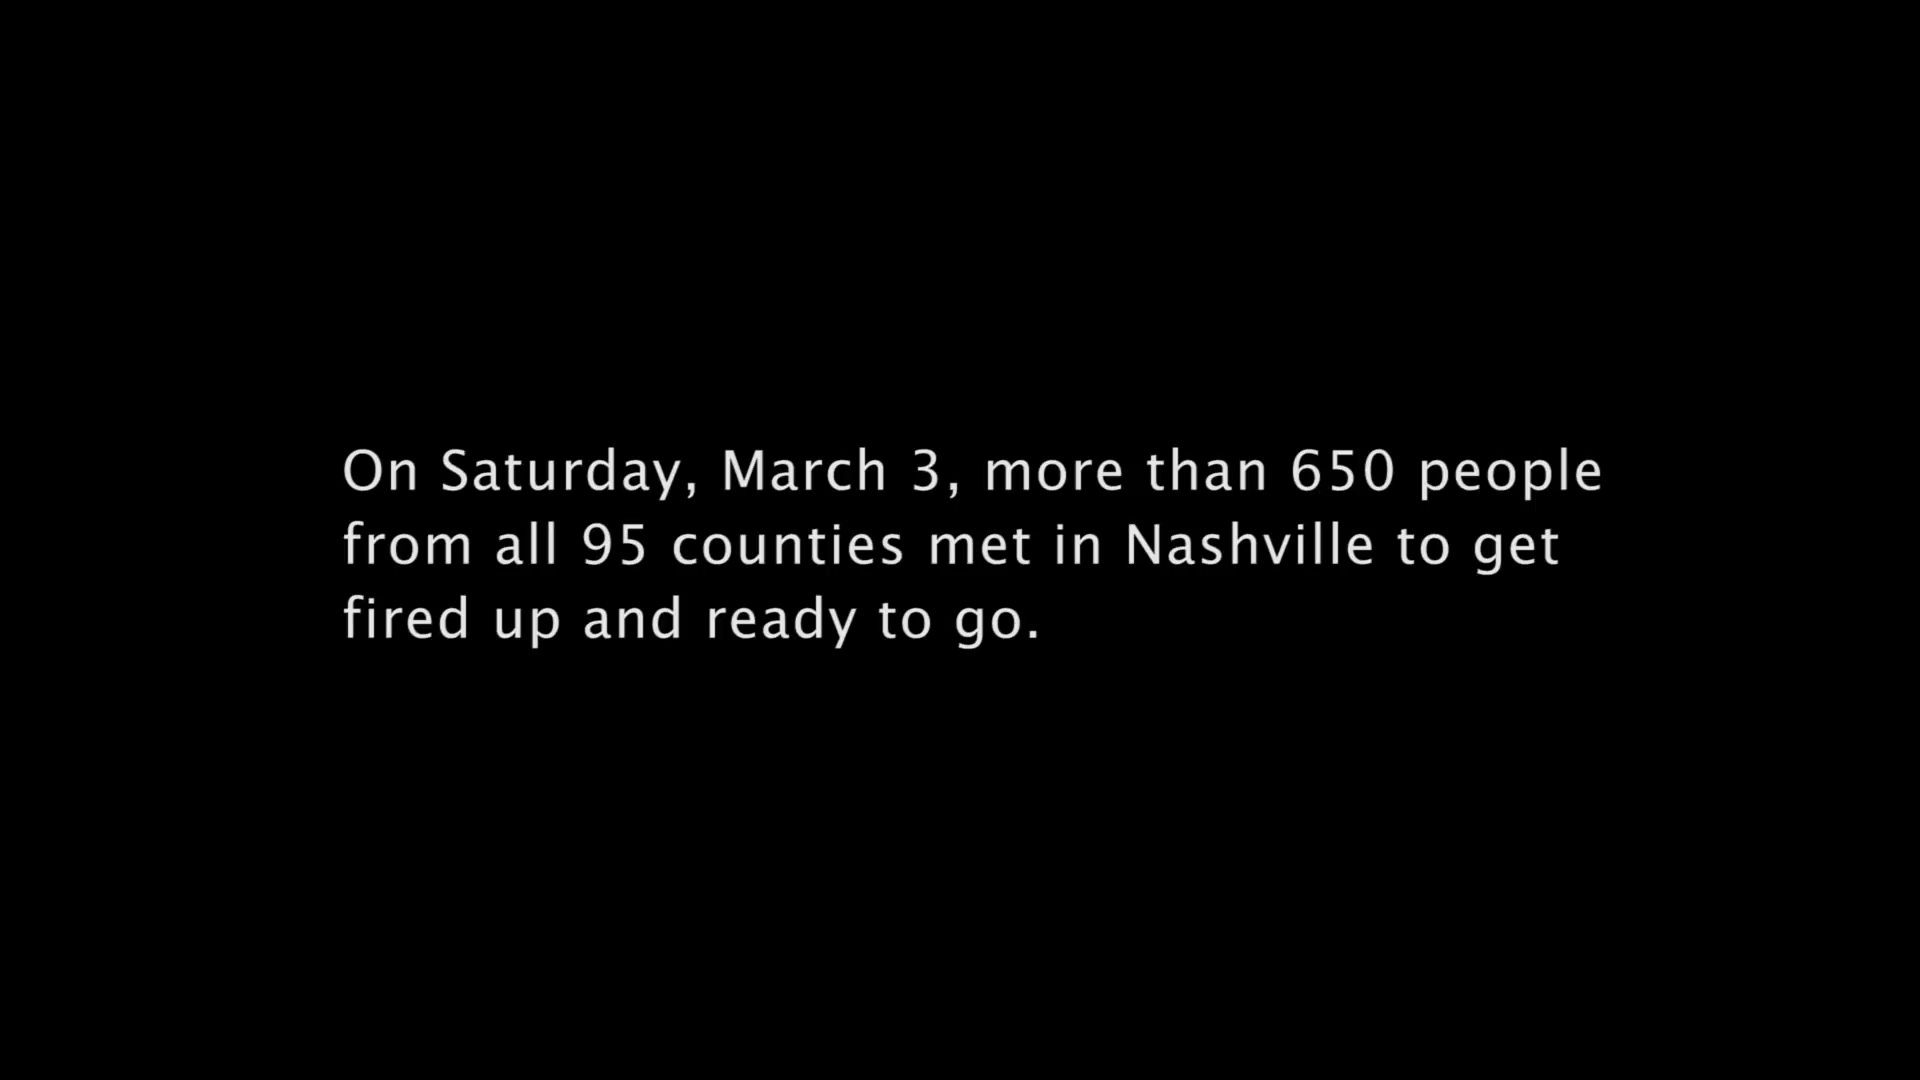 On Saturday, March 3, more than 650 people
from all 95 counties met in Nashville to get
fired up and ready to go.